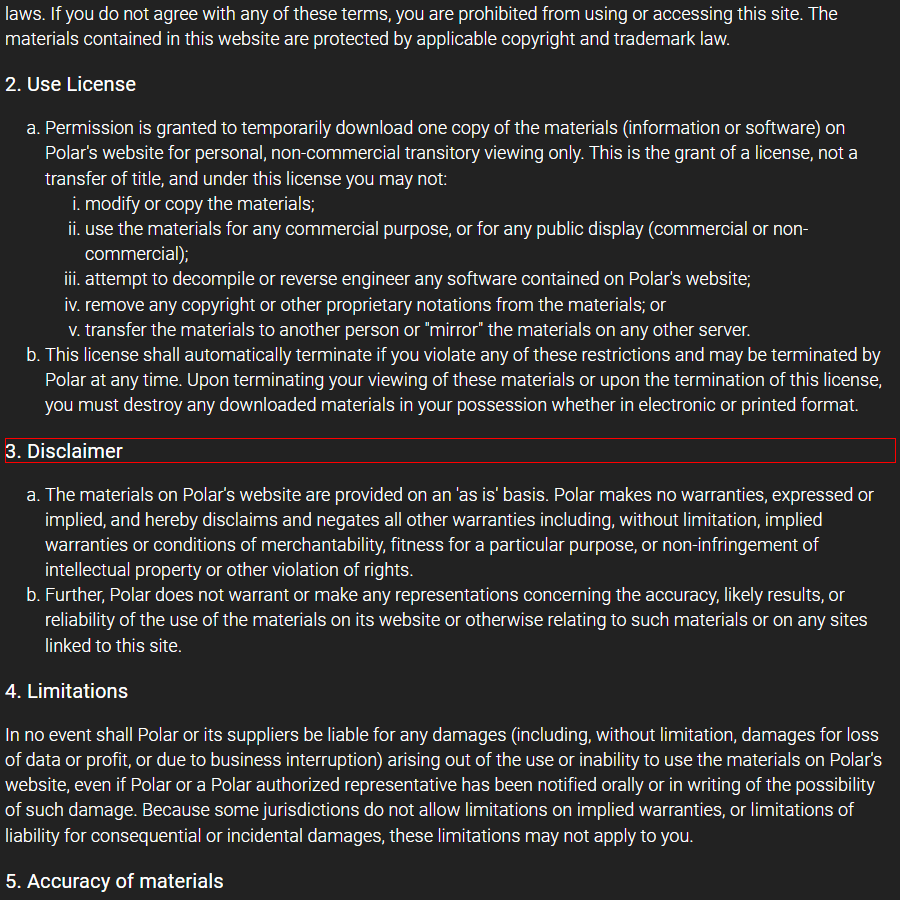 laws. If you do not agree with any of these terms, you are prohibited from using or accessing this site. The
materials contained in this website are protected by applicable copyright and trademark law.
2. Use License
a. Permission is granted to temporarily download one copy of the materials (information or software) on
Polar's website for personal, non-commercial transitory viewing only. This is the grant of a license, not a
transfer of title, and under this license you may not:
i. modify or copy the materials;
ii. use the materials for any commercial purpose, or for any public display (commercial or non-
commercial);
iii. attempt to decompile or reverse engineer any software contained on Polar's website;
iv. remove any copyright or other proprietary notations from the materials; or
v. transfer the materials to another person or "mirror" the materials on any other server.
b. This license shall automatically terminate if you violate any of these restrictions and may be terminated by
Polar at any time. Upon terminating your viewing of these materials or upon the termination of this license,
you must destroy any downloaded materials in your possession whether in electronic or printed format.
3. Disclaimer
a. The materials on Polar's website are provided on an 'as is' basis. Polar makes no warranties, expressed or
implied, and hereby disclaims and negates all other warranties including, without limitation, implied
warranties or conditions of merchantability, fitness for a particular purpose, or non-infringement of
intellectual property or other violation of rights.
b. Further, Polar does not warrant or make any representations concerning the accuracy, likely results, or
reliability of the use of the materials on its website or otherwise relating to such materials or on any sites
linked to this site.
4. Limitations
In no event shall Polar or its suppliers be liable for any damages (including, without limitation, damages for loss
of data or profit, or due to business interruption) arising out of the use or inability to use the materials on Polar's
website, even if Polar or a Polar authorized representative has been notified orally or in writing of the possibility
of such damage. Because some jurisdictions do not allow limitations on implied warranties, or limitations of
liability for consequential or incidental damages, these limitations may not apply to you.
5. Accuracy of materials